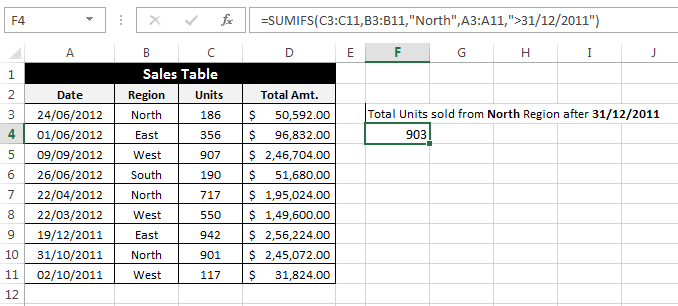 F4 fx =SUMIFS(C3:C11,B3:B11,"North",A3:A11,">31/12/2011")
A B C D E F G H I J
1 Sales Table
2 Date Region Units Total Amt.
3 24/06/2012 North 186 $ 50,592.00 Total Units sold from North Region after 31/12/2011
4 01/06/2012 East 356 $ 96,832.00 903
5 09/09/2012 West 907 $ 2,46,704.00
6 26/06/2012 South 190 $ 51,680.00
7 22/04/2012 North 717 $ 1,95,024.00
8 22/03/2012 West 550 $ 1,49,600.00
9 19/12/2011 East 942 $ 2,56,224.00
10 31/10/2011 North 901 $ 2,45,072.00
11 02/10/2011 West 117 $ 31,824.00
12